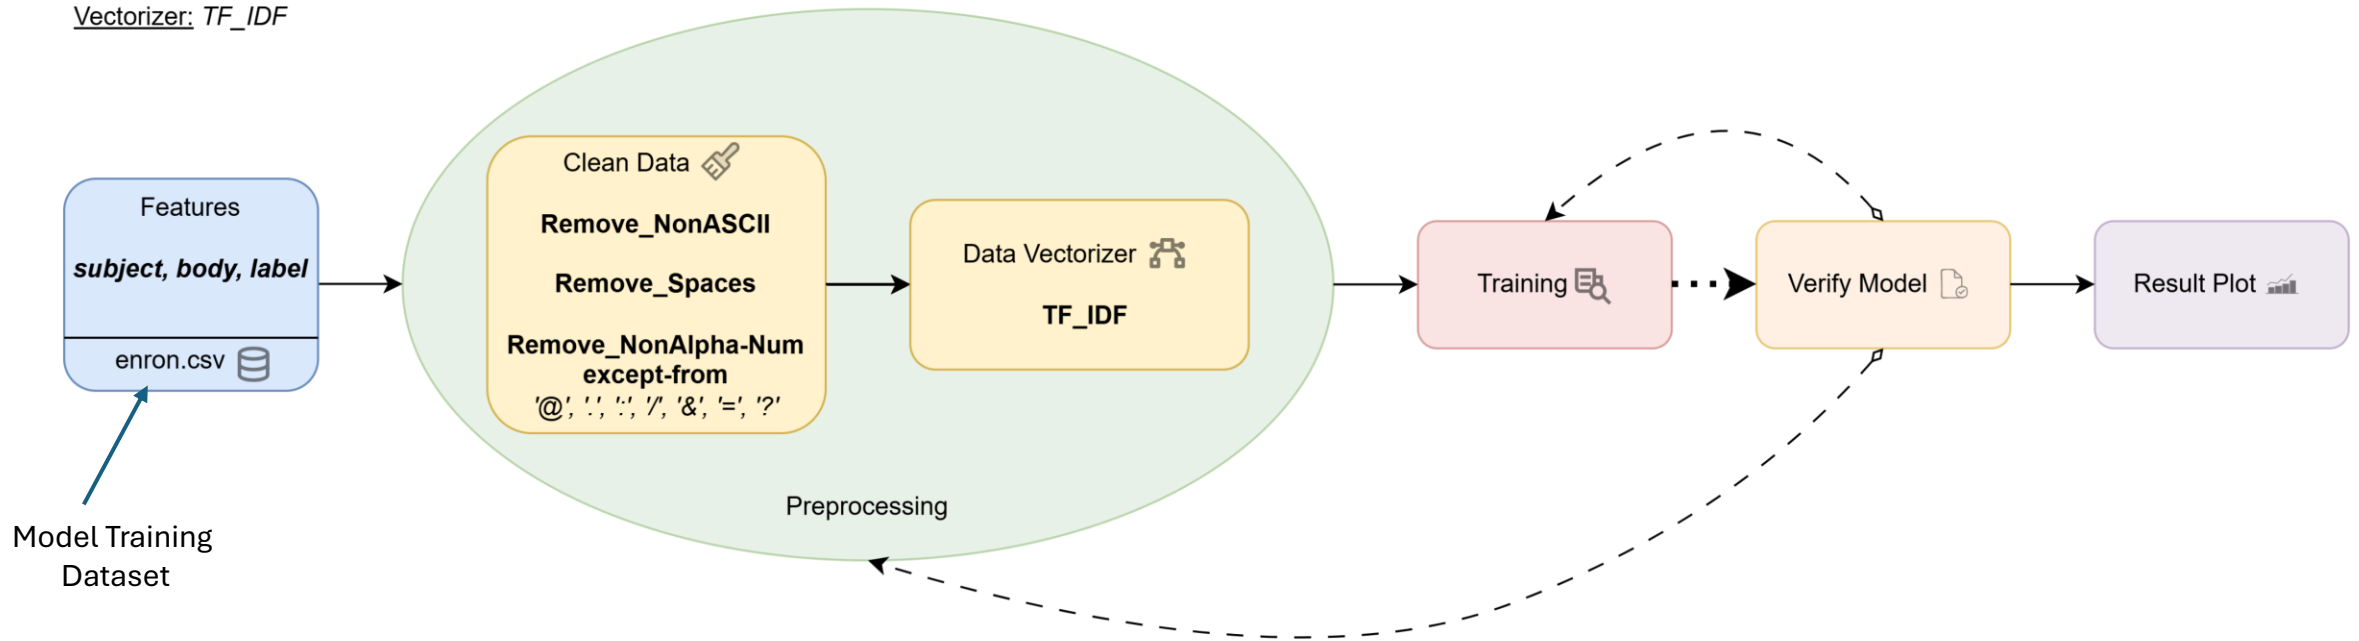 Vectorizer: TF_IDF
Features
subject, body, label
enron.csv
Model Training
Dataset
Clean Data
Remove_NonASCII
Remove_Spaces
Remove_NonAlpha-Num
except-from
'@', '.', ':', '/', '&', '=', '?'
Data Vectorizer
TF_IDF
Preprocessing
Training
Verify Model
Result Plot